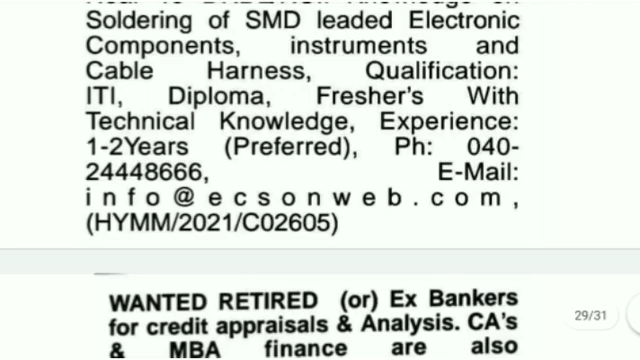 Soldering of SMD leaded Electronic
Components, instruments and
Cable Harness, Qualification:
ITI, Diploma, Fresher's With
Technical Knowledge, Experience:
1-2Years (Preferred), Ph: 040-
24448666, E-Mail:
info@ecsonweb.com,
(HYMM/2021/C02605)
WANTED RETIRED (or) Ex Bankers
for credit appraisals & Analysis. CA's
& MBA finance are also
29/31